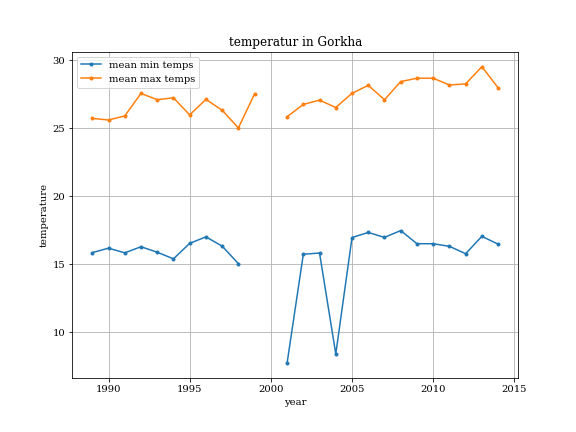 temperatur in Gorkha
mean min temps
mean max temps
30
25
20
15
10
temperature
1990 1995 2000 2005 2010 2015
year